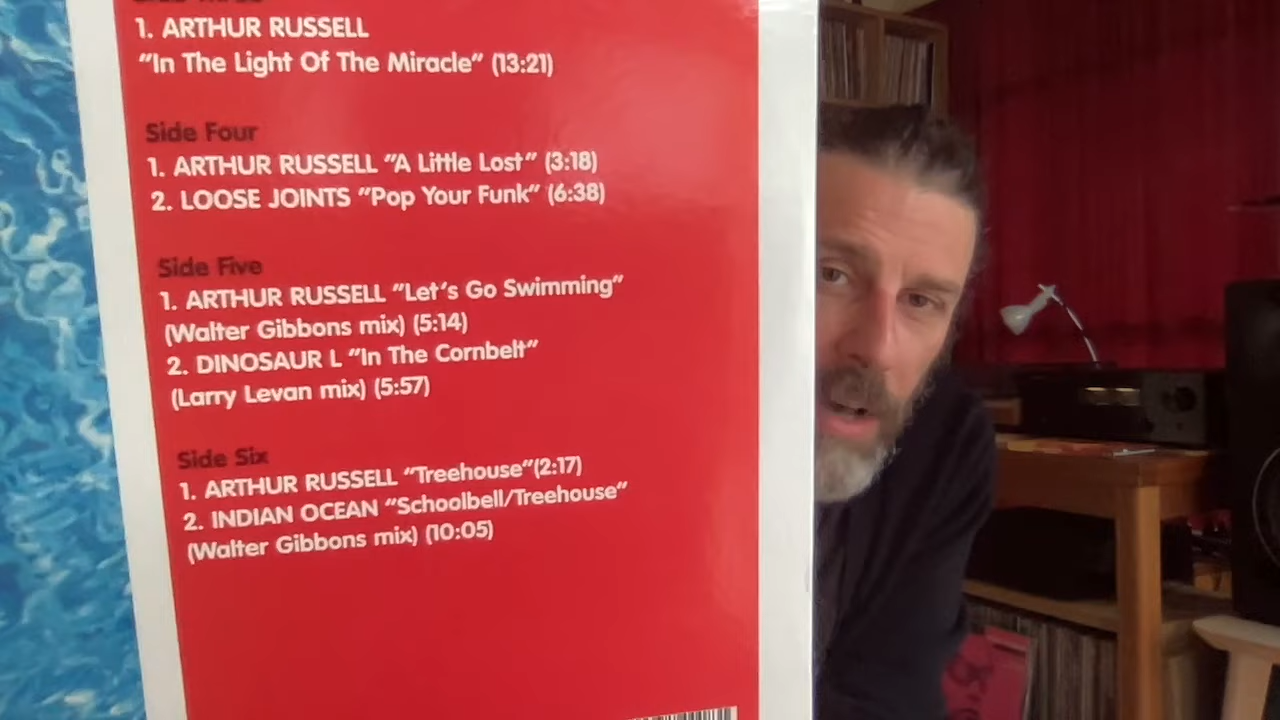 1. ARTHUR RUSSELL
"In The Light Of The Miracle" (13:21)
Side Four
1. ARTHUR RUSSELL "A Little Lost" (3:18)
2. LOOSE JOINTS "Pop Your Funk" (6:38)
Side Five
1. ARTHUR RUSSELL "Let's Go Swimming"
(Walter Gibbons mix) (5:14)
2. DINOSAUR L "In The Cornbelt"
(Larry Levan mix) (5:57)
Side Six
1. ARTHUR RUSSELL "Treehouse"(2:17)
2. INDIAN OCEAN "Schoolbell/Treehouse"
(Walter Gibbons mix) (10:05)